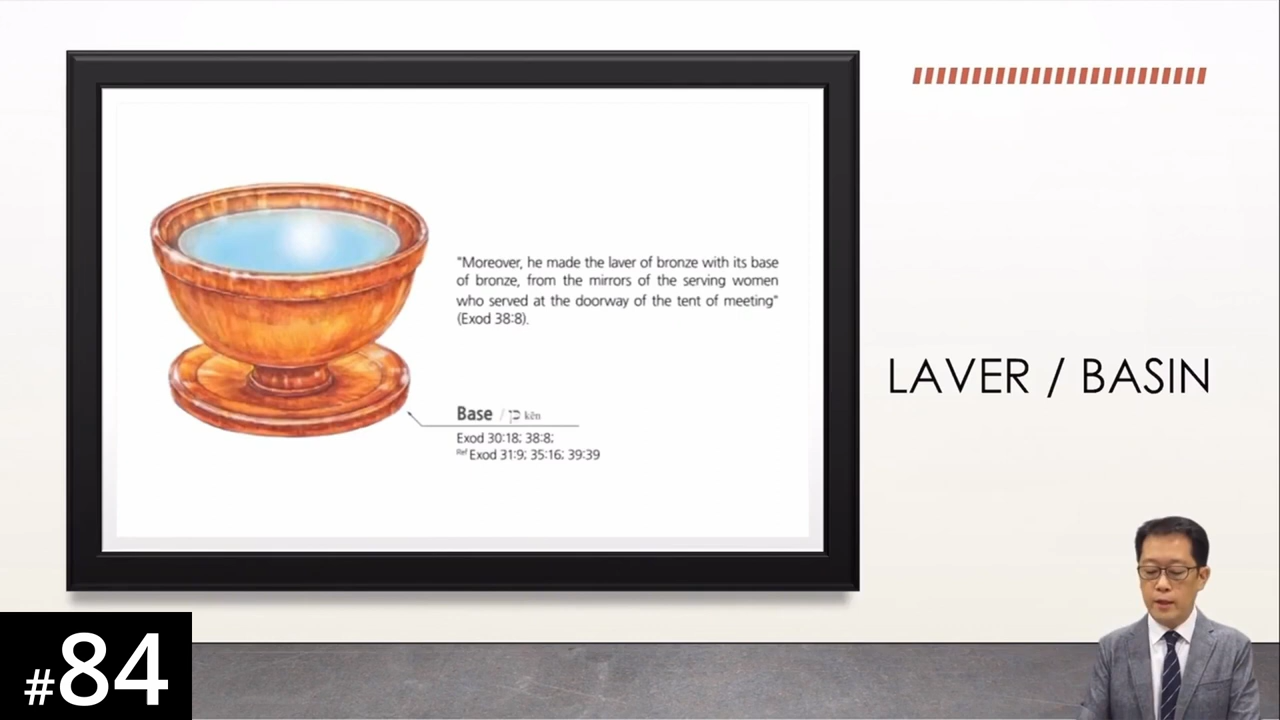 "Moreover, he made the laver of bronze with its base
of bronze, from the mirrors of the serving women
who served at the doorway of the tent of meeting"
(Exod 38:8).
Base / כֵּן kēn
Exod 30:18; 38:8;
Ref Exod 31:9; 35:16; 39:39
LAVER / BASIN
#84